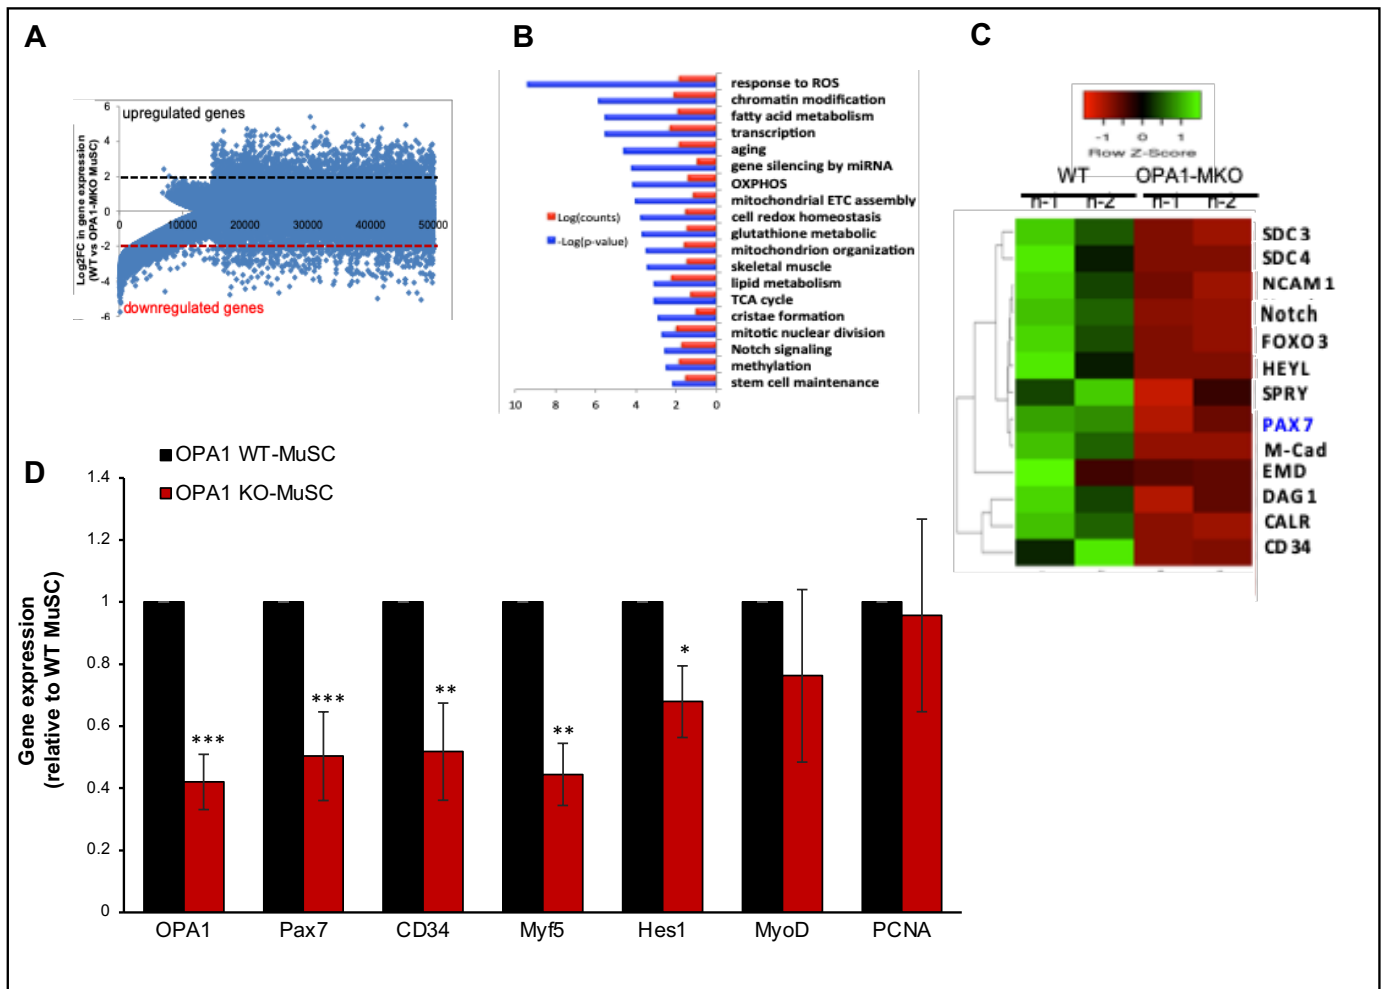 A
B
C
Log2FC in gene expression
(WT vs OPA1-MKO MuSC)
6
4
2
0
-2
-4
-6
upregulated genes
10000
20000
30000
40000
50000
downregulated genes
response to ROS
chromatin modification
fatty acid metabolism
transcription
aging
gene silencing by miRNA
OXPHOS
mitochondrial ETC assembly
cell redox homeostasis
glutathione metabolic
mitochondrion organization
skeletal muscle
lipid metabolism
TCA cycle
cristae formation
mitotic nuclear division
Notch signaling
methylation
stem cell maintenance
Log(counts)
-Log(p-value)
10
8
6
4
2
0
-1
0
1
Row Z-Score
WT
OPA1-MKO
n-1
n-2
n-1
n-2
SDC3
SDC4
NCAM1
Notch
FOXO3
HEYL
SPRY
PAX7
M-Cad
EMD
DAG1
CALR
CD34
D
OPA1 WT-MuSC
OPA1 KO-MuSC
Gene expression
(relative to WT MuSC)
1.4
1.2
1
0.8
0.6
0.4
0.2
0
***
***
**
**
*
OPA1
Pax7
CD34
Myf5
Hes1
MyoD
PCNA